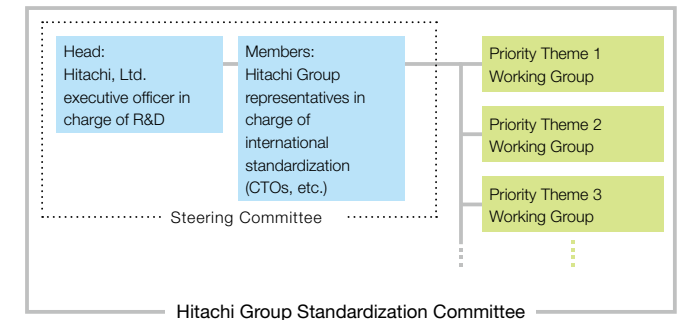 Head:
Hitachi, Ltd.
executive officer in
charge of R&D
Members:
Hitachi Group
representatives in
charge of
international
standardization
(CTOs, etc.)
Steering Committee
Priority Theme 1
Working Group
Priority Theme 2
Working Group
Priority Theme 3
Working Group
Hitachi Group Standardization Committee